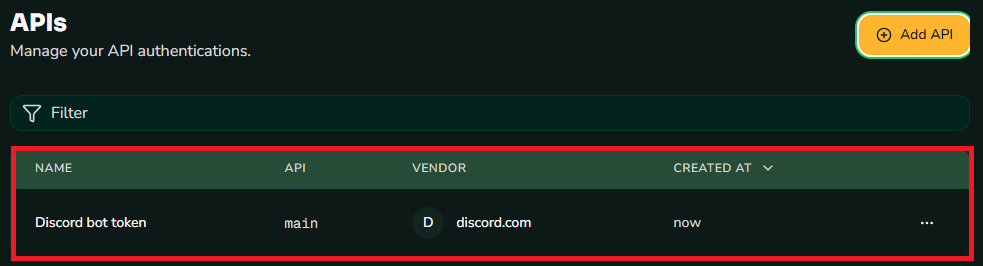 APIs
Manage your API authentications.
Add API
Filter
NAME API VENDOR CREATED AT
Discord bot token main D discord.com now